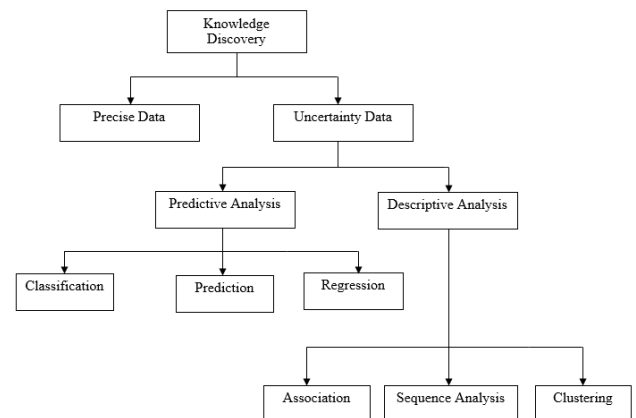 Knowledge
Discovery
Precise Data
Uncertainty Data
Predictive Analysis
Descriptive Analysis
Classification
Prediction
Regression
Association
Sequence Analysis
Clustering